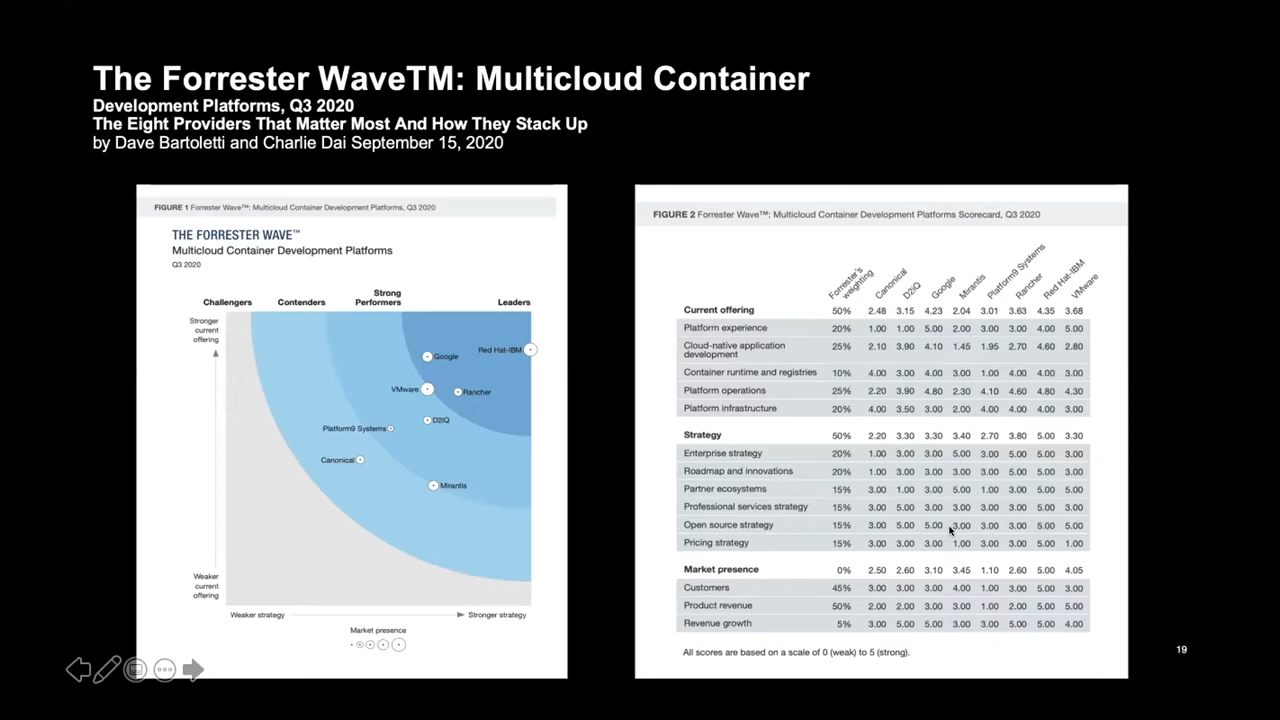 The Forrester WaveTM: Multicloud Container
Development Platforms, Q3 2020
The Eight Providers That Matter Most And How They Stack Up
by Dave Bartoletti and Charlie Dai September 15, 2020
FIGURE 1 Forrester Wave™: Multicloud Container Development Platforms, Q3 2020
THE FORRESTER WAVE™
Multicloud Container Development Platforms
Q3 2020
Challengers Contenders Strong Performers Leaders
Stronger
current
offering
Red Hat-IBM
Google
VMware
Rancher
D2iQ
Platform9 Systems
Canonical
Mirantis
Weaker
current
offering
Weaker strategy Stronger strategy
Market presence
FIGURE 2 Forrester Wave™: Multicloud Container Development Platforms Scorecard, Q3 2020
Forrester's weighting Canonical D2iQ Google Mirantis Platform9 Systems Rancher Red Hat-IBM VMware
Current offering 50% 2.48 3.15 4.23 2.04 3.01 3.63 4.35 3.68
Platform experience 20% 1.00 1.00 5.00 2.00 3.00 3.00 4.00 5.00
Cloud-native application 25% 2.10 3.90 4.10 1.45 1.95 2.70 4.60 2.80
development
Container runtime and registries 10% 4.00 3.00 4.00 3.00 1.00 4.00 4.00 3.00
Platform operations 25% 2.20 3.90 4.80 2.30 4.10 4.60 4.80 4.30
Platform infrastructure 20% 4.00 3.50 3.00 2.00 4.00 4.00 4.00 3.00
Strategy 50% 2.20 3.30 3.30 3.40 2.70 3.80 5.00 3.30
Enterprise strategy 20% 1.00 3.00 3.00 5.00 3.00 3.00 5.00 3.00
Roadmap and innovations 20% 1.00 3.00 3.00 3.00 3.00 5.00 5.00 3.00
Partner ecosystems 15% 3.00 1.00 3.00 5.00 1.00 3.00 5.00 5.00
Professional services strategy 15% 3.00 5.00 3.00 3.00 3.00 3.00 5.00 3.00
Open source strategy 15% 3.00 5.00 5.00 3.00 3.00 3.00 5.00 5.00
Pricing strategy 15% 3.00 3.00 3.00 1.00 3.00 5.00 5.00 1.00
Market presence 0% 2.50 2.60 3.10 3.45 1.10 2.60 5.00 4.05
Customers 45% 3.00 3.00 3.00 4.00 1.00 3.00 5.00 3.00
Product revenue 50% 2.00 2.00 3.00 3.00 1.00 2.00 5.00 5.00
Revenue growth 5% 3.00 5.00 5.00 3.00 3.00 5.00 5.00 4.00
All scores are based on a scale of 0 (weak) to 5 (strong).
19